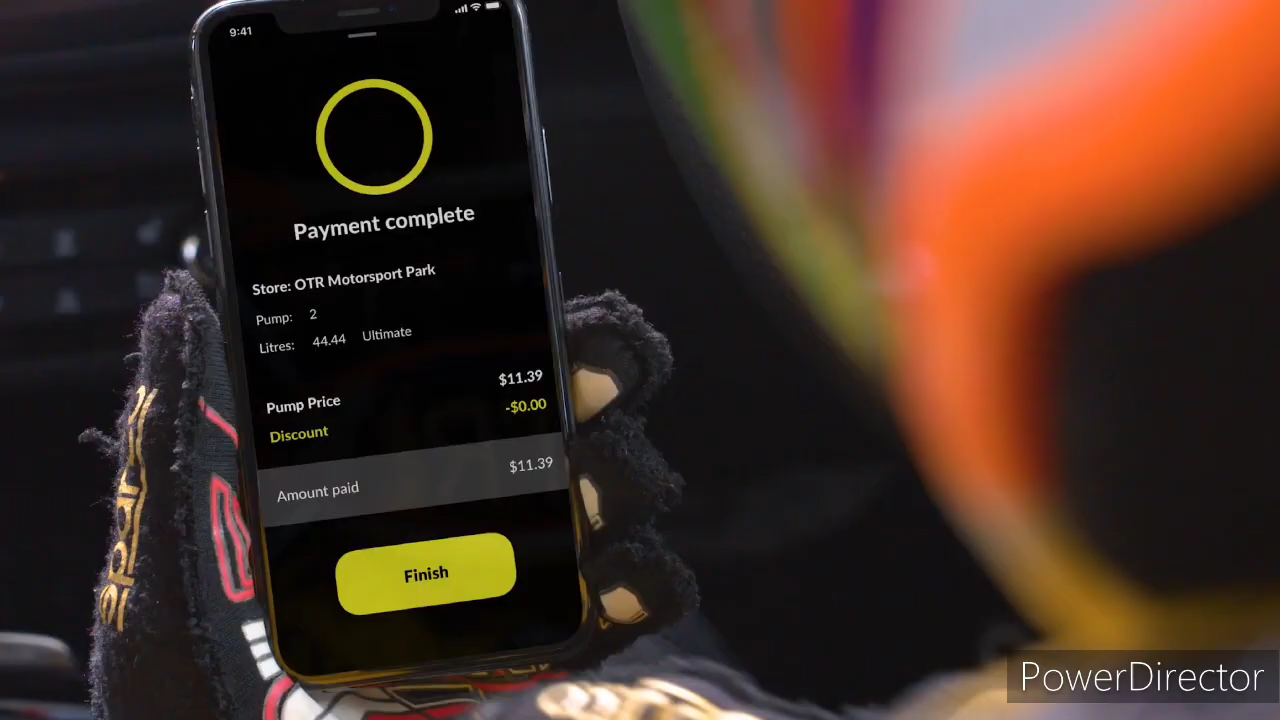 9:41
Payment complete
Store: OTR Motorsport Park
Pump: 2
Litres: 44.44 Ultimate
Pump Price $11.39
Discount -$0.00
Amount paid $11.39
Finish
sparco
PowerDirector